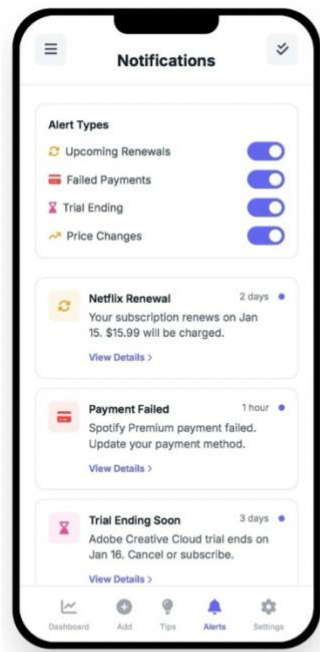 Notifications
Alert Types
Upcoming Renewals
Failed Payments
Trial Ending
Price Changes
Netflix Renewal 2 days
Your subscription renews on Jan
15. $15.99 will be charged.
View Details >
Payment Failed 1 hour
Spotify Premium payment failed.
Update your payment method.
View Details >
Trial Ending Soon 3 days
Adobe Creative Cloud trial ends on
Jan 16. Cancel or subscribe.
View Details >
Dashboard Add Tips Alerts Settings